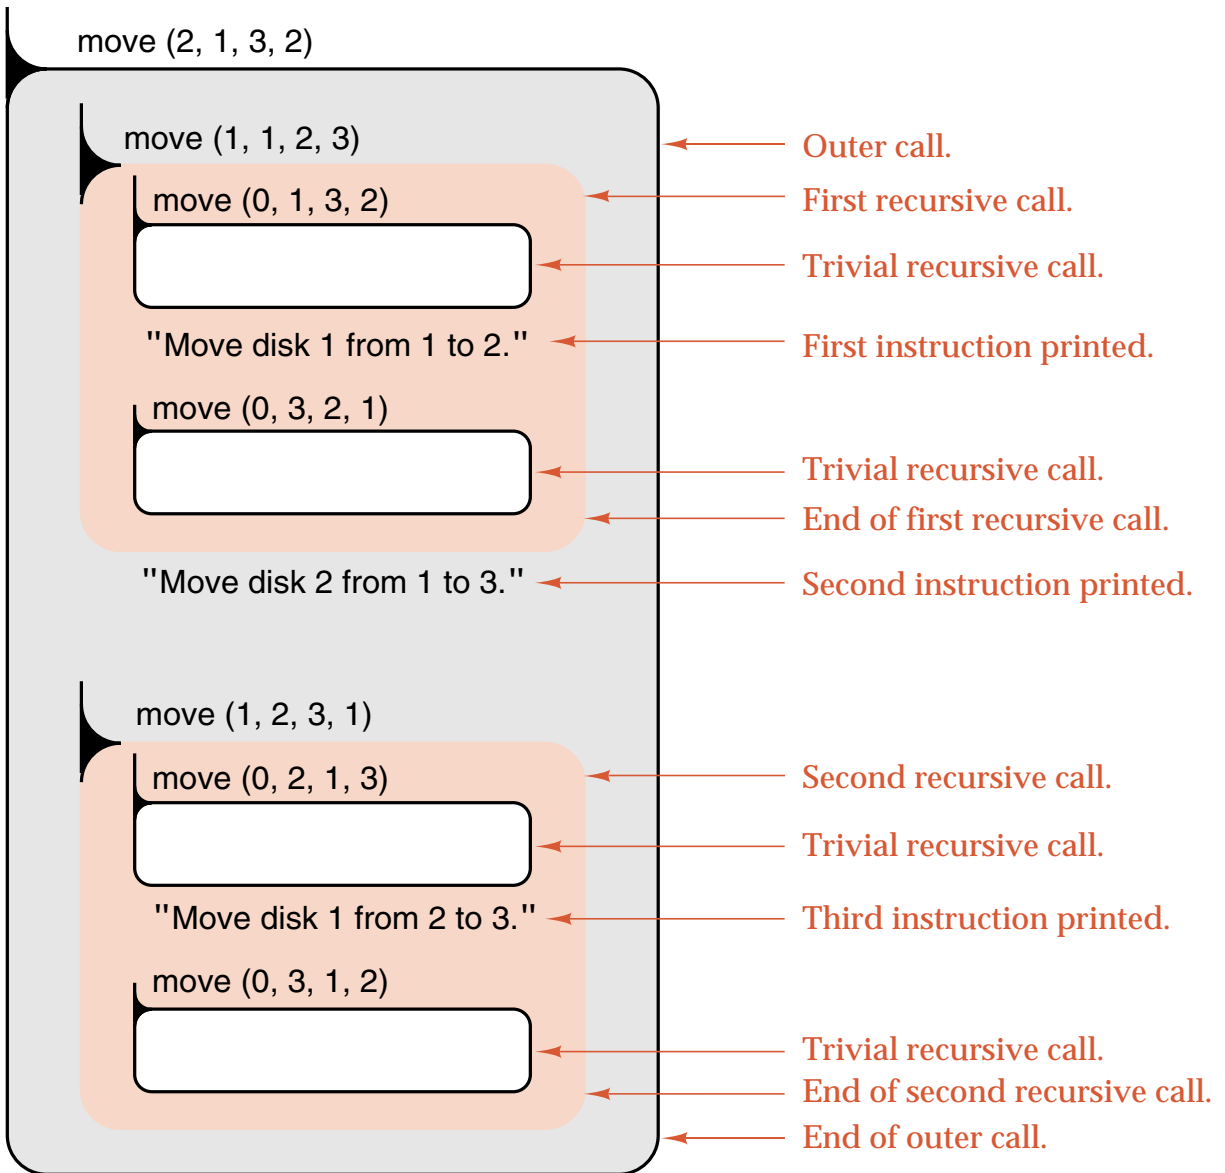 move (2, 1, 3, 2)
move (1, 1, 2, 3)
Outer call.
move (0, 1, 3, 2)
First recursive call.
Trivial recursive call.
"Move disk 1 from 1 to 2."
First instruction printed.
move (0, 3, 2, 1)
Trivial recursive call.
End of first recursive call.
"Move disk 2 from 1 to 3."
Second instruction printed.
move (1, 2, 3, 1)
move (0, 2, 1, 3)
Second recursive call.
Trivial recursive call.
"Move disk 1 from 2 to 3."
Third instruction printed.
move (0, 3, 1, 2)
Trivial recursive call.
End of second recursive call.
End of outer call.